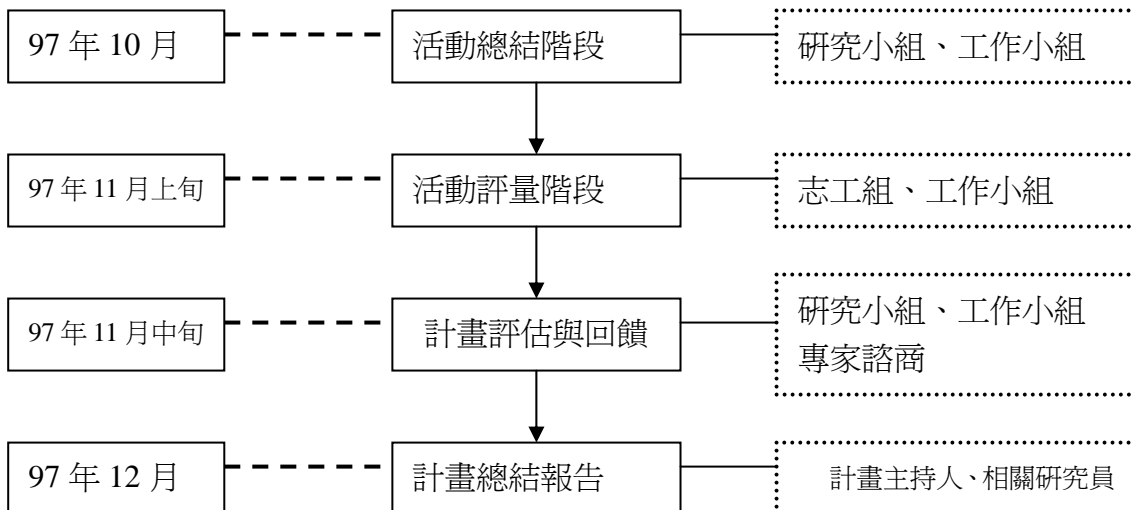 97 年 10 月
活動總結階段
研究小組、工作小組
97 年 11 月上旬
活動評量階段
志工組、工作小組
97 年 11 月中旬
計畫評估與回饋
研究小組、工作小組
專家諮商
97 年 12 月
計畫總結報告
計畫主持人、相關研究員